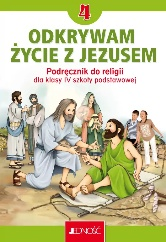 4
ODKRYWAM
ŻYCIE Z JEZUSEM
Podręcznik do religii
dla klasy IV szkoły podstawowej
JEDNOŚĆ